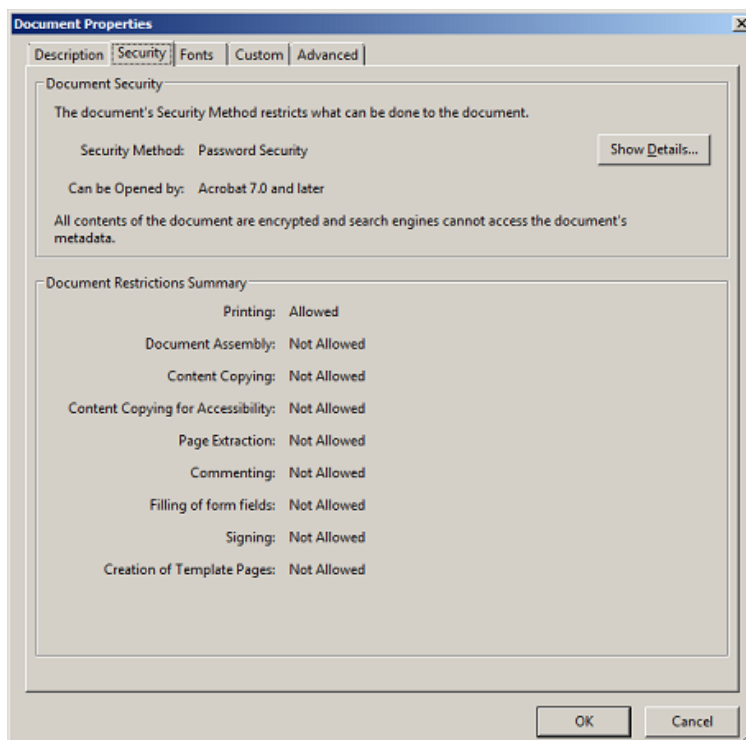 Document Properties
Description Security Fonts Custom Advanced
Document Security
The document's Security Method restricts what can be done to the document.
Security Method: Password Security
Show Details...
Can be Opened by: Acrobat 7.0 and later
All contents of the document are encrypted and search engines cannot access the document's
metadata.
Document Restrictions Summary
Printing: Allowed
Document Assembly: Not Allowed
Content Copying: Not Allowed
Content Copying for Accessibility: Not Allowed
Page Extraction: Not Allowed
Commenting: Not Allowed
Filling of form fields: Not Allowed
Signing: Not Allowed
Creation of Template Pages: Not Allowed
OK Cancel